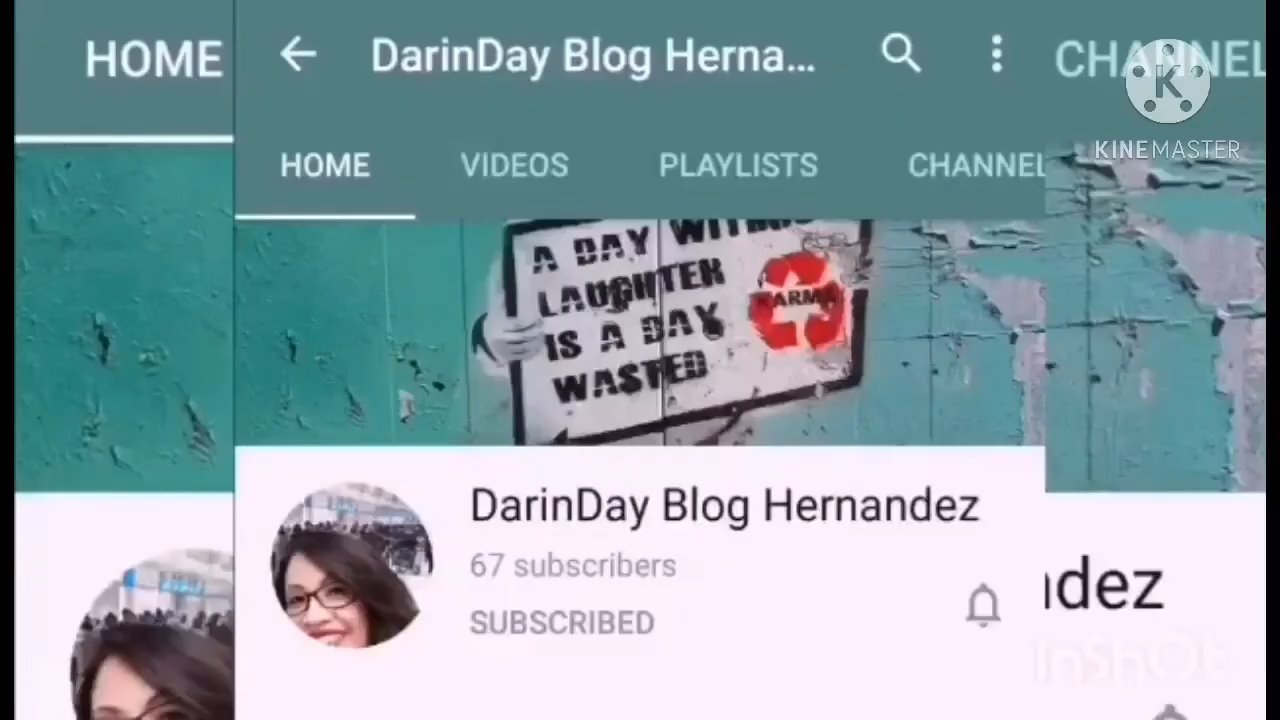 HOME
DarinDay Blog Herna...
CHANNEL
K
KINEMASTER
HOME VIDEOS PLAYLISTS CHANNEL
A DAY
LAUGHTER
IS A DAY
WASTED
KARMA
DarinDay Blog Hernandez
67 subscribers
SUBSCRIBED
ndez
InShOt